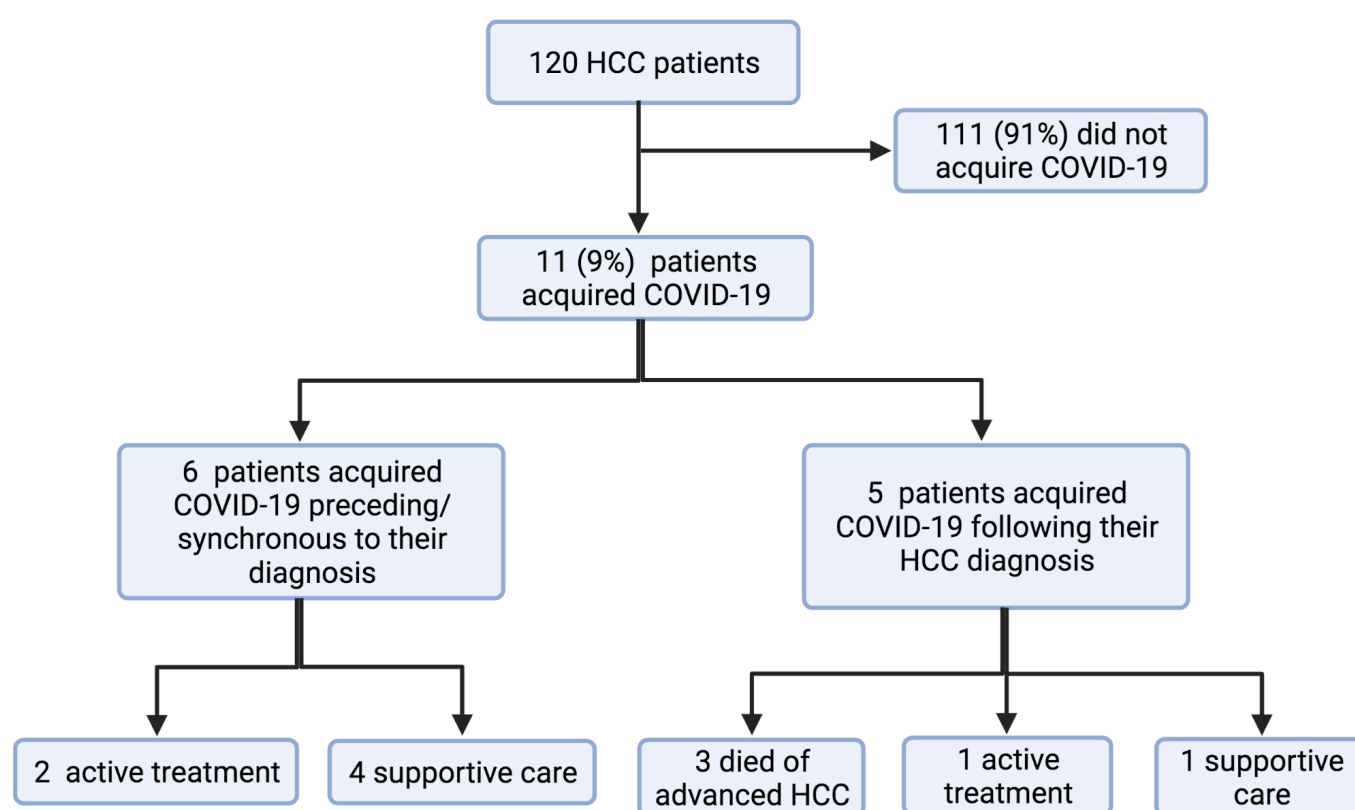 120 HCC patients
111 (91%) did not
acquire COVID-19
11 (9%) patients
acquired COVID-19
6 patients acquired
COVID-19 preceding/
synchronous to their
diagnosis
5 patients acquired
COVID-19 following their
HCC diagnosis
2 active treatment
4 supportive care
3 died of
advanced HCC
1 active
treatment
1 supportive
care